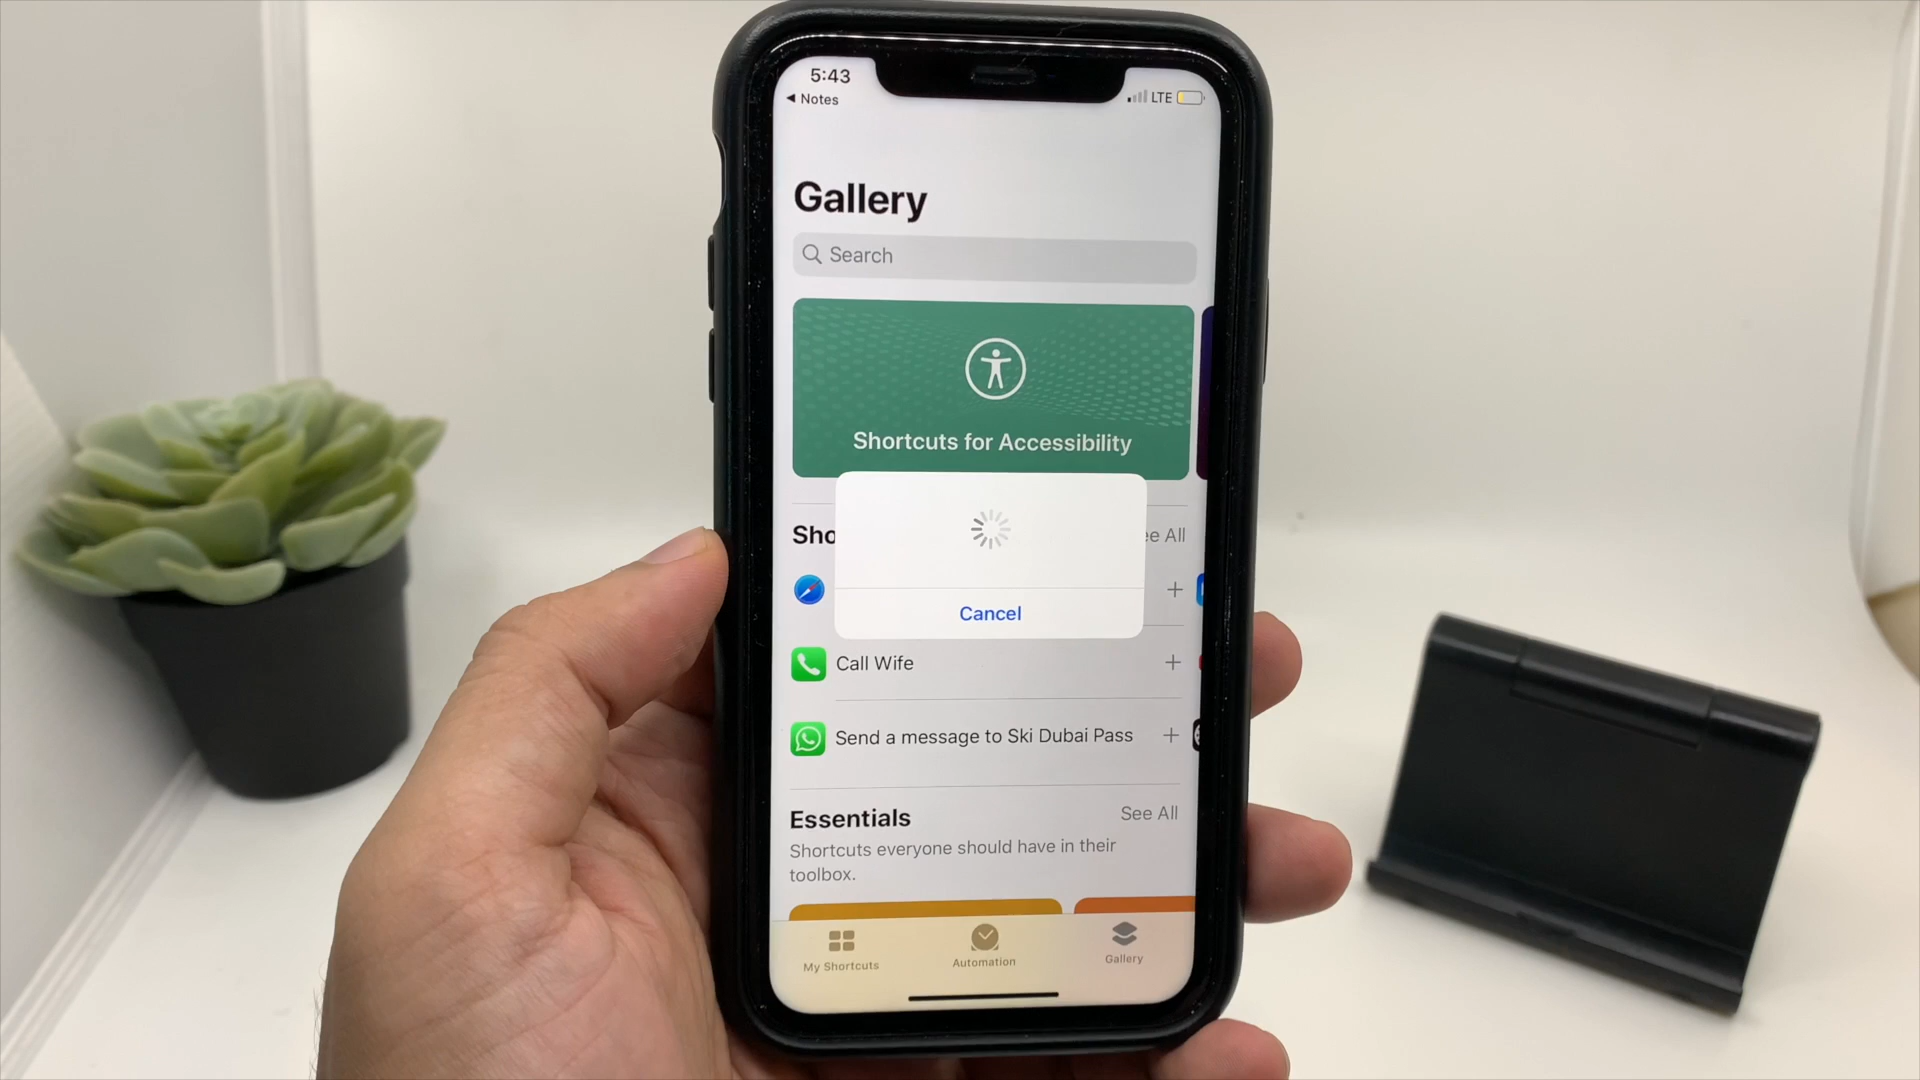 5:43
Notes
LTE
Gallery
Search
Shortcuts for Accessibility
Sho
ee All
Cancel
Call Wife
Send a message to Ski Dubai Pass
Essentials
See All
Shortcuts everyone should have in their
toolbox.
My Shortcuts
Automation
Gallery